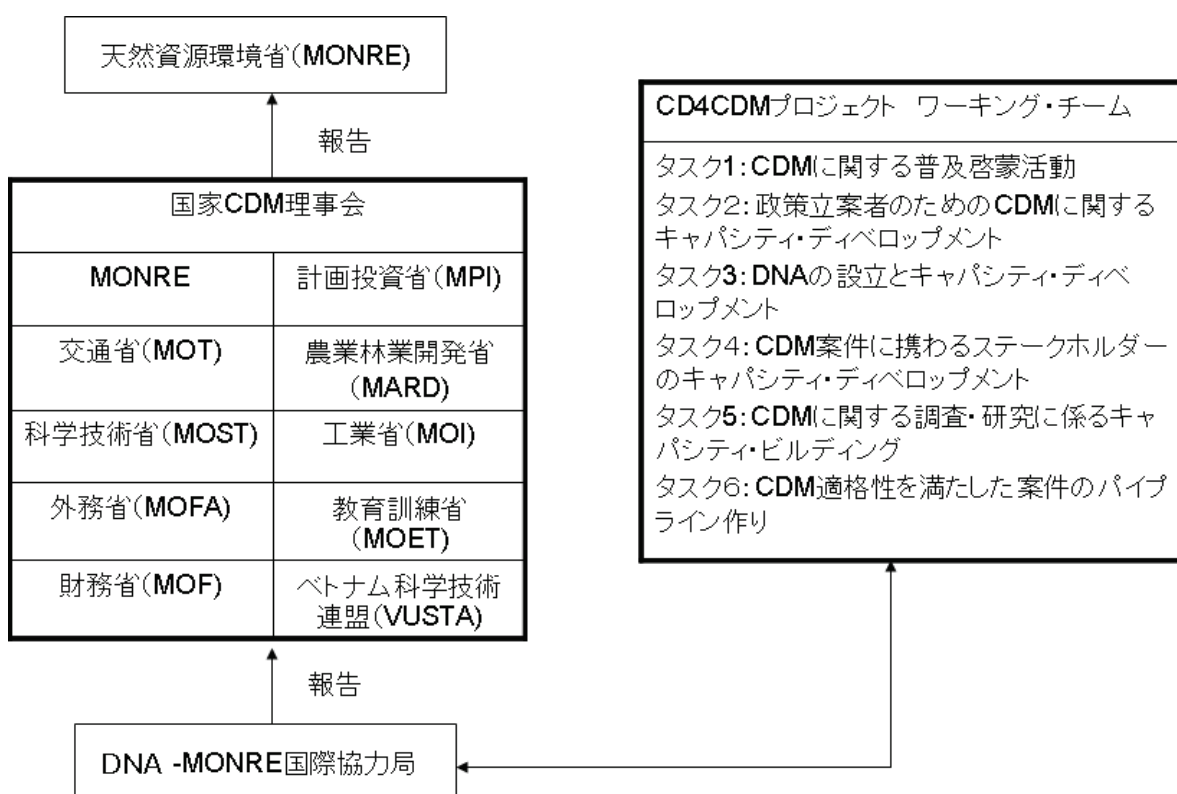 天然資源環境省(MONRE)
報告
国家CDM理事会
MONRE
計画投資省(MPI)
交通省(MOT)
農業林業開発省
(MARD)
科学技術省(MOST)
工業省(MOI)
外務省(MOFA)
教育訓練省
(MOET)
財務省(MOF)
ベトナム科学技術
連盟(VUSTA)
報告
DNA -MONRE国際協力局
CD4CDMプロジェクト ワーキング・チーム
タスク1:CDMに関する普及啓蒙活動
タスク2:政策立案者のためのCDMに関する
キャパシティ・ディベロップメント
タスク3:DNAの設立とキャパシティ・ディベ
ロップメント
タスク4:CDM案件に携わるステークホルダー
のキャパシティ・ディベロップメント
タスク5:CDMに関する調査・研究に係るキャ
パシティ・ビルディング
タスク6:CDM適格性を満たした案件のパイプ
ライン作り